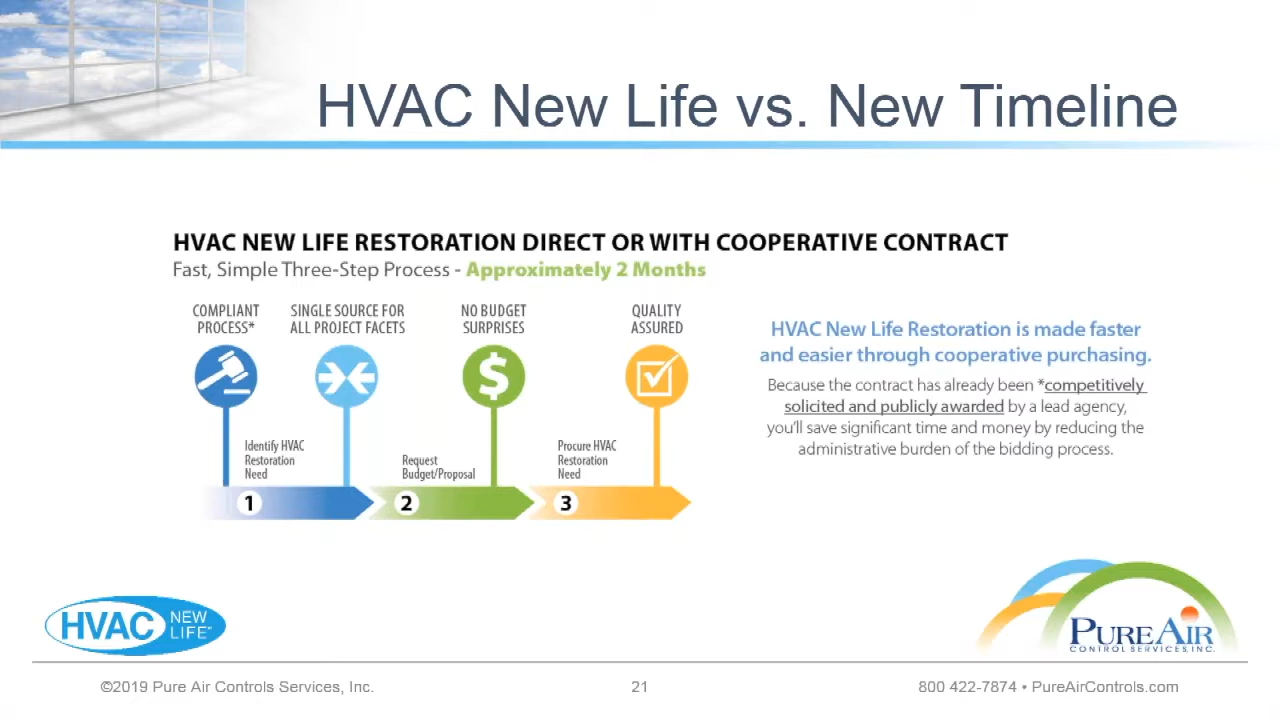 HVAC New Life vs. New Timeline
HVAC NEW LIFE RESTORATION DIRECT OR WITH COOPERATIVE CONTRACT
Fast, Simple Three-Step Process - Approximately 2 Months
COMPLIANT
PROCESS*
SINGLE SOURCE FOR
ALL PROJECT FACETS
NO BUDGET
SURPRISES
QUALITY
ASSURED
$
Identify HVAC
Restoration
Need
Request
Budget/Proposal
Procure HVAC
Restoration
Need
1
2
3
HVAC New Life Restoration is made faster
and easier through cooperative purchasing.
Because the contract has already been *competitively
solicited and publicly awarded by a lead agency,
you'll save significant time and money by reducing the
administrative burden of the bidding process.
HVAC NEW
LIFE™
PURE AIR
CONTROL SERVICES, INC.
©2019 Pure Air Controls Services, Inc.
21
800 422-7874 • PureAirControls.com